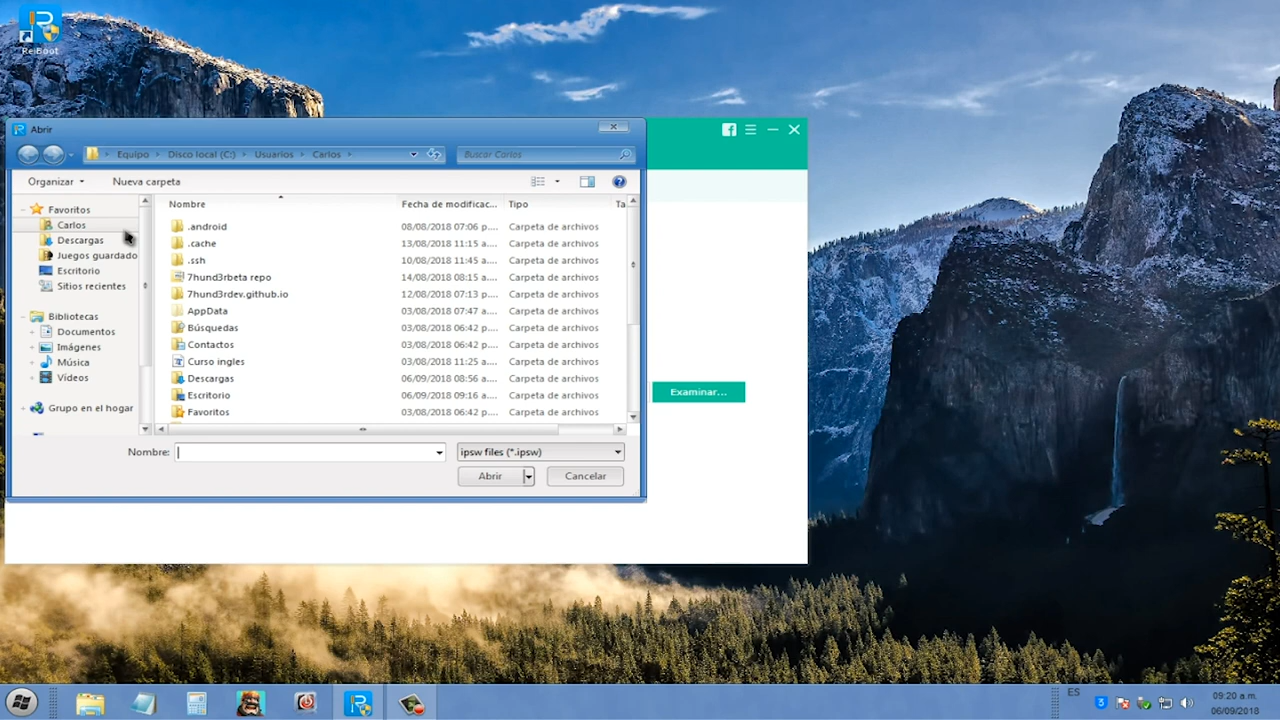 ReiBoot
Abrir
Equipo
Disco local (C:)
Usuarios
Carlos
Buscar Carlos
Organizar
Nueva carpeta
Nombre
Fecha de modificac...
Tipo
Ta
Favoritos
Carlos
Descargas
Juegos guardado
Escritorio
Sitios recientes
Bibliotecas
Documentos
Imágenes
Música
Vídeos
Grupo en el hogar
.android 08/08/2018 07:06 p.... Carpeta de archivos
.cache 13/08/2018 11:15 a.... Carpeta de archivos
.ssh 10/08/2018 11:45 a.... Carpeta de archivos
7hund3rbeta repo 14/08/2018 08:15 a.... Carpeta de archivos
7hund3rdev.github.io 12/08/2018 07:13 p.... Carpeta de archivos
AppData 03/08/2018 07:47 a.... Carpeta de archivos
Búsquedas 03/08/2018 06:42 p.... Carpeta de archivos
Contactos 03/08/2018 06:42 p.... Carpeta de archivos
Curso ingles 03/08/2018 11:25 a.... Carpeta de archivos
Descargas 06/09/2018 08:56 a.... Carpeta de archivos
Escritorio 06/09/2018 09:16 a.... Carpeta de archivos
Favoritos 03/08/2018 06:42 p.... Carpeta de archivos
Examinar...
Nombre:
ipsw files (*.ipsw)
Abrir
Cancelar
ES
09:20 a.m.
06/09/2018